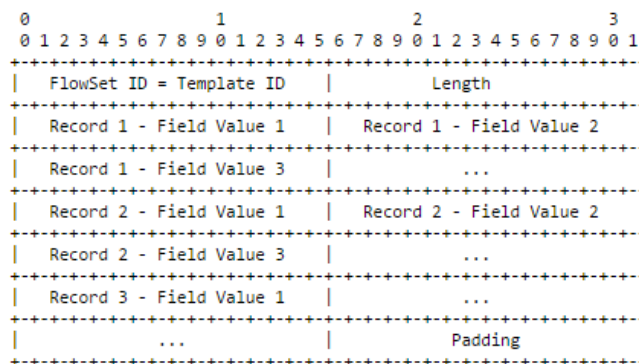 0 1 2 3
0 1 2 3 4 5 6 7 8 9 0 1 2 3 4 5 6 7 8 9 0 1 2 3 4 5 6 7 8 9 0 1
+-+-+-+-+-+-+-+-+-+-+-+-+-+-+-+-+-+-+-+-+-+-+-+-+-+-+-+-+-+-+-+-
| FlowSet ID = Template ID | Length
+-+-+-+-+-+-+-+-+-+-+-+-+-+-+-+-+-+-+-+-+-+-+-+-+-+-+-+-+-+-+-+-
| Record 1 - Field Value 1 | Record 1 - Field Value 2
+-+-+-+-+-+-+-+-+-+-+-+-+-+-+-+-+-+-+-+-+-+-+-+-+-+-+-+-+-+-+-+-
| Record 1 - Field Value 3 | ...
+-+-+-+-+-+-+-+-+-+-+-+-+-+-+-+-+-+-+-+-+-+-+-+-+-+-+-+-+-+-+-+-
| Record 2 - Field Value 1 | Record 2 - Field Value 2
+-+-+-+-+-+-+-+-+-+-+-+-+-+-+-+-+-+-+-+-+-+-+-+-+-+-+-+-+-+-+-+-
| Record 2 - Field Value 3 | ...
+-+-+-+-+-+-+-+-+-+-+-+-+-+-+-+-+-+-+-+-+-+-+-+-+-+-+-+-+-+-+-+-
| Record 3 - Field Value 1 | ...
+-+-+-+-+-+-+-+-+-+-+-+-+-+-+-+-+-+-+-+-+-+-+-+-+-+-+-+-+-+-+-+-
| ... | Padding
+-+-+-+-+-+-+-+-+-+-+-+-+-+-+-+-+-+-+-+-+-+-+-+-+-+-+-+-+-+-+-+-